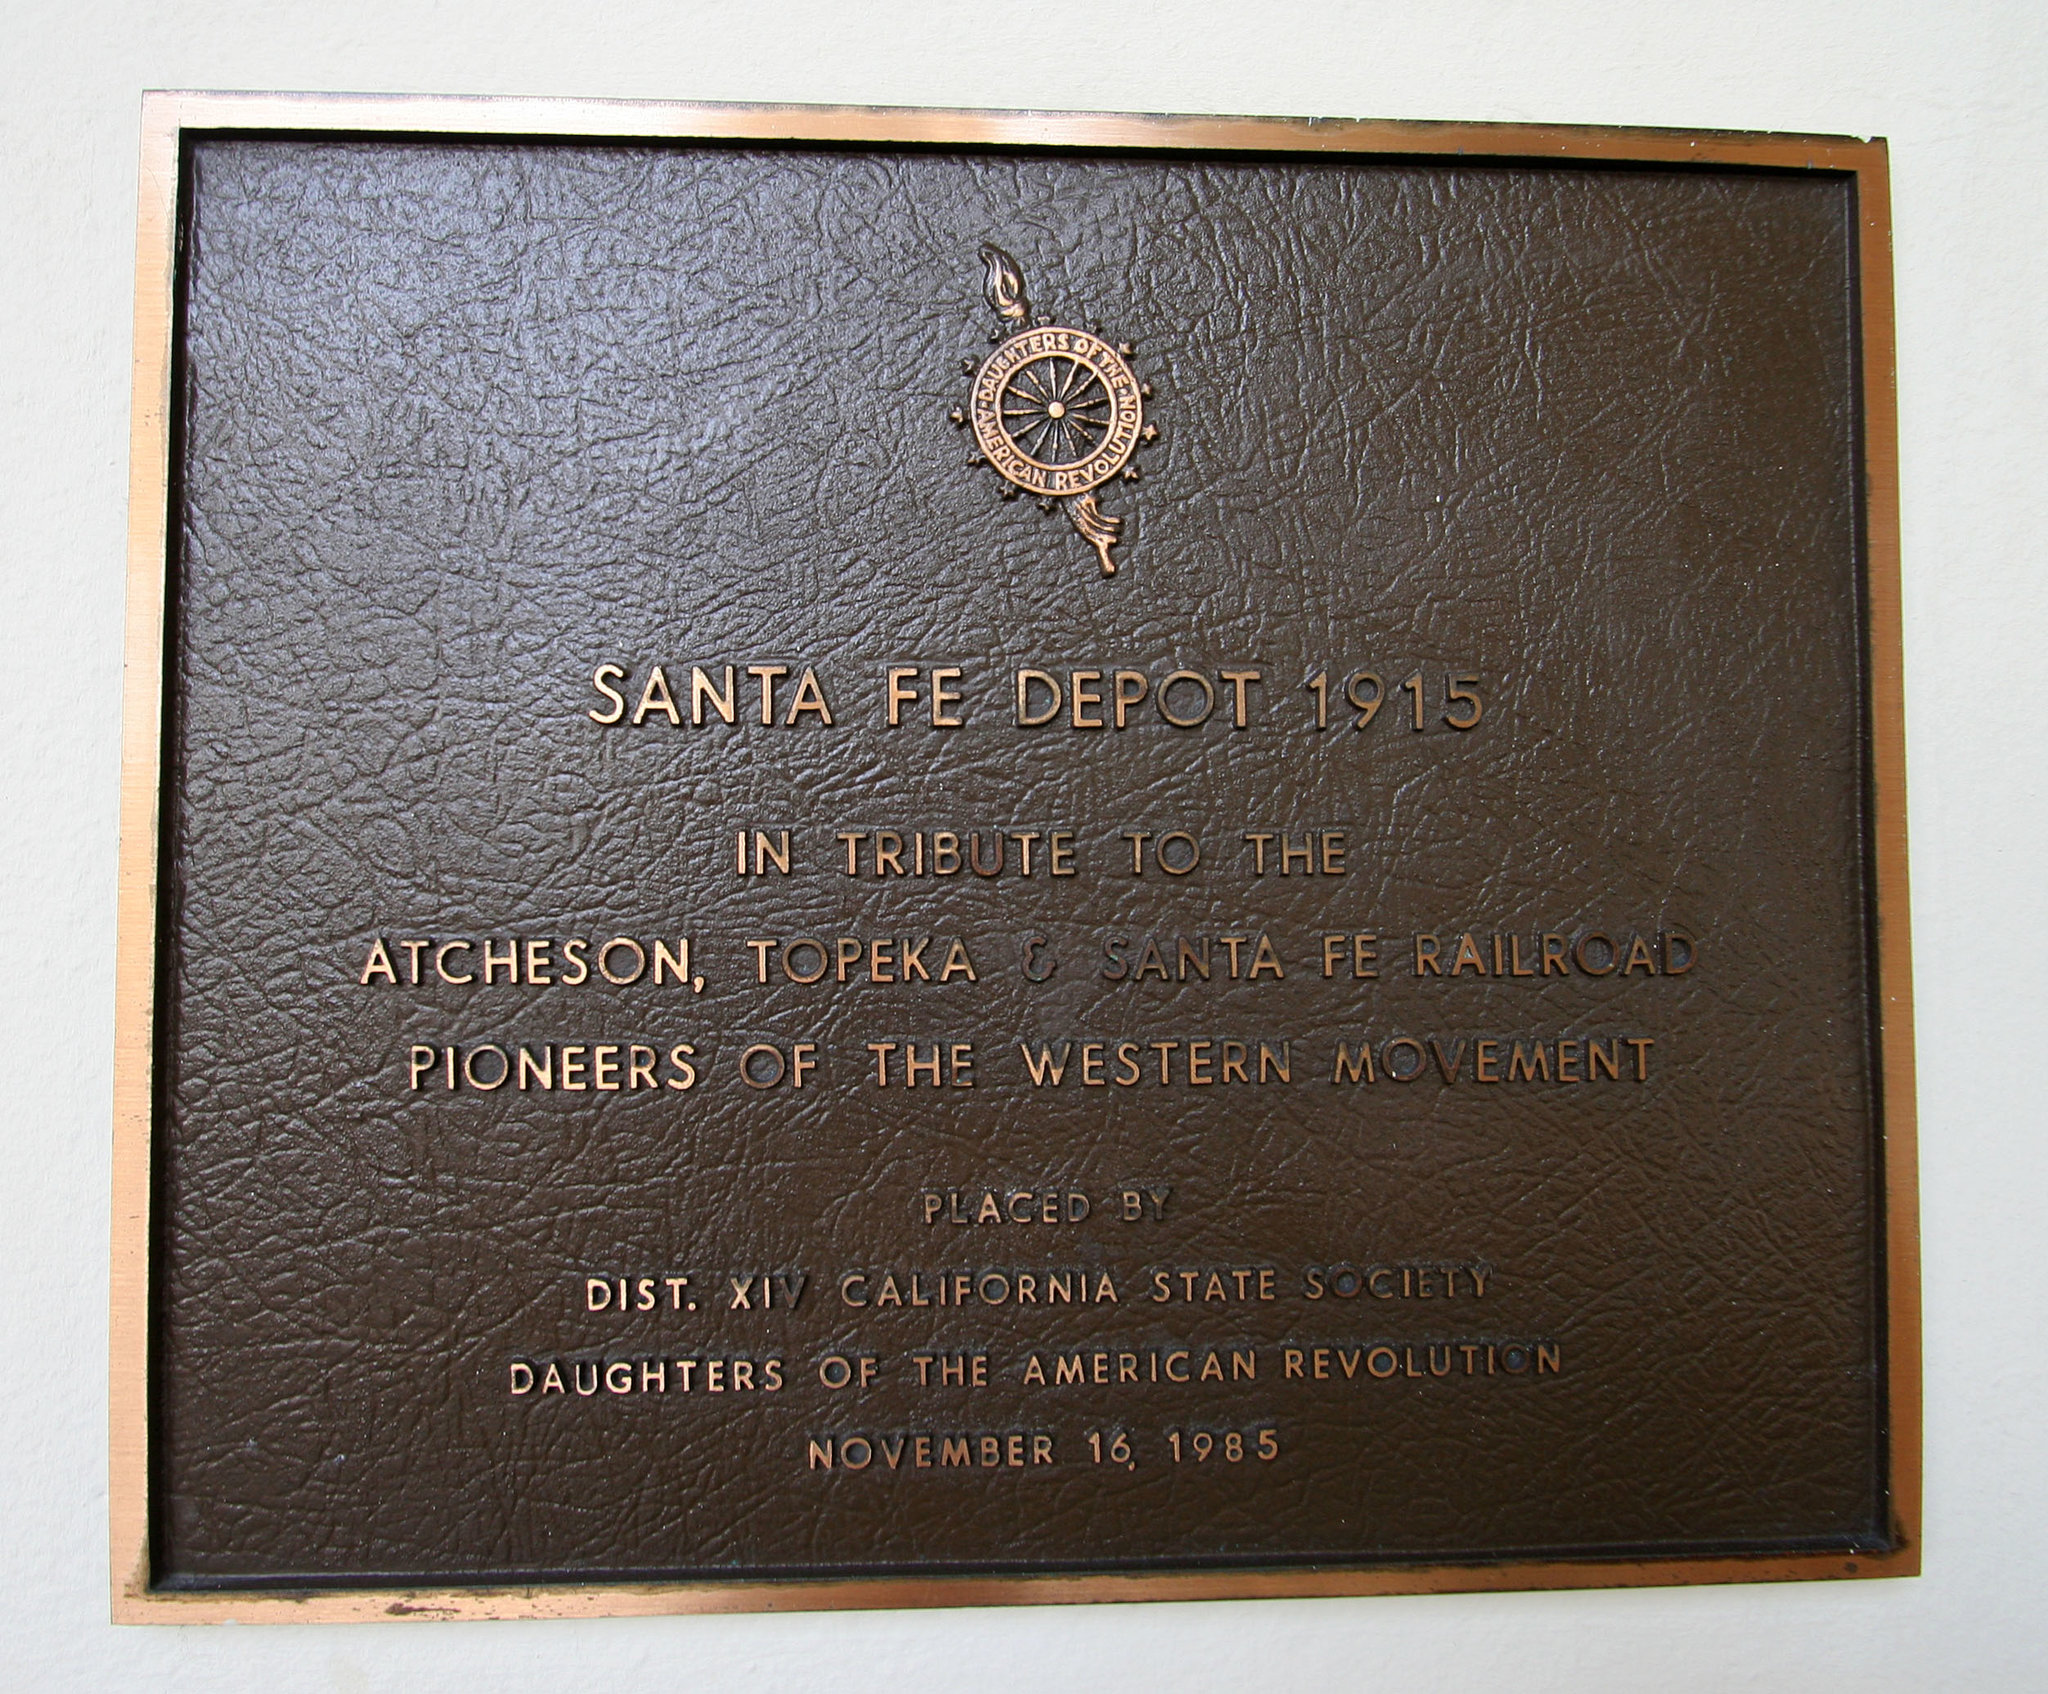 DAUGHTERS OF THE
AMERICAN REVOLUTION
SANTA FE DEPOT 1915
IN TRIBUTE TO THE
ATCHESON, TOPEKA & SANTA FE RAILROAD
PIONEERS OF THE WESTERN MOVEMENT
PLACED BY
DIST. XIV CALIFORNIA STATE SOCIETY
DAUGHTERS OF THE AMERICAN REVOLUTION
NOVEMBER 16, 1985